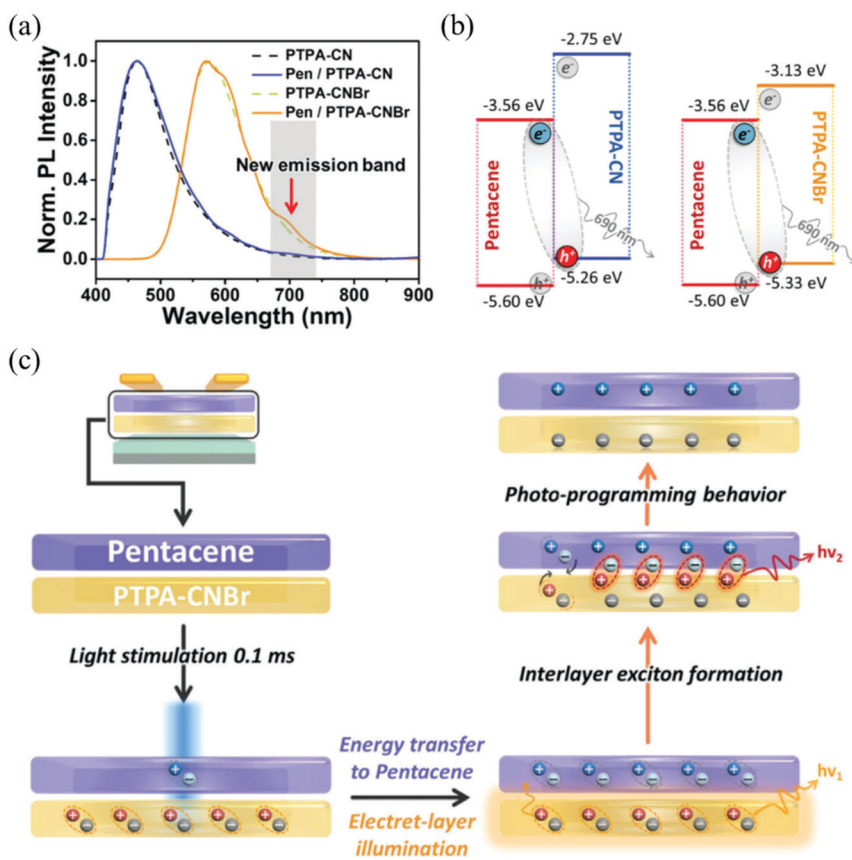 (a)
Norm. PL Intensity
1.0
0.8
0.6
0.4
0.2
0.0
PTPA-CN
Pen / PTPA-CN
PTPA-CNBr
Pen / PTPA-CNBr
New emission band
400 500 600 700 800 900
Wavelength (nm)
(b)
-2.75 eV
e-
-3.56 eV
e-
Pentacene
PTPA-CN
690 nm
h+
h+
-5.26 eV
-5.60 eV
-3.13 eV
e-
-3.56 eV
e-
Pentacene
PTPA-CNBr
690 nm
h+
h+
-5.33 eV
-5.60 eV
(c)
Pentacene
PTPA-CNBr
Light stimulation 0.1 ms
Energy transfer
to Pentacene
Electret-layer
illumination
hv1
Interlayer exciton formation
hv2
Photo-programming behavior